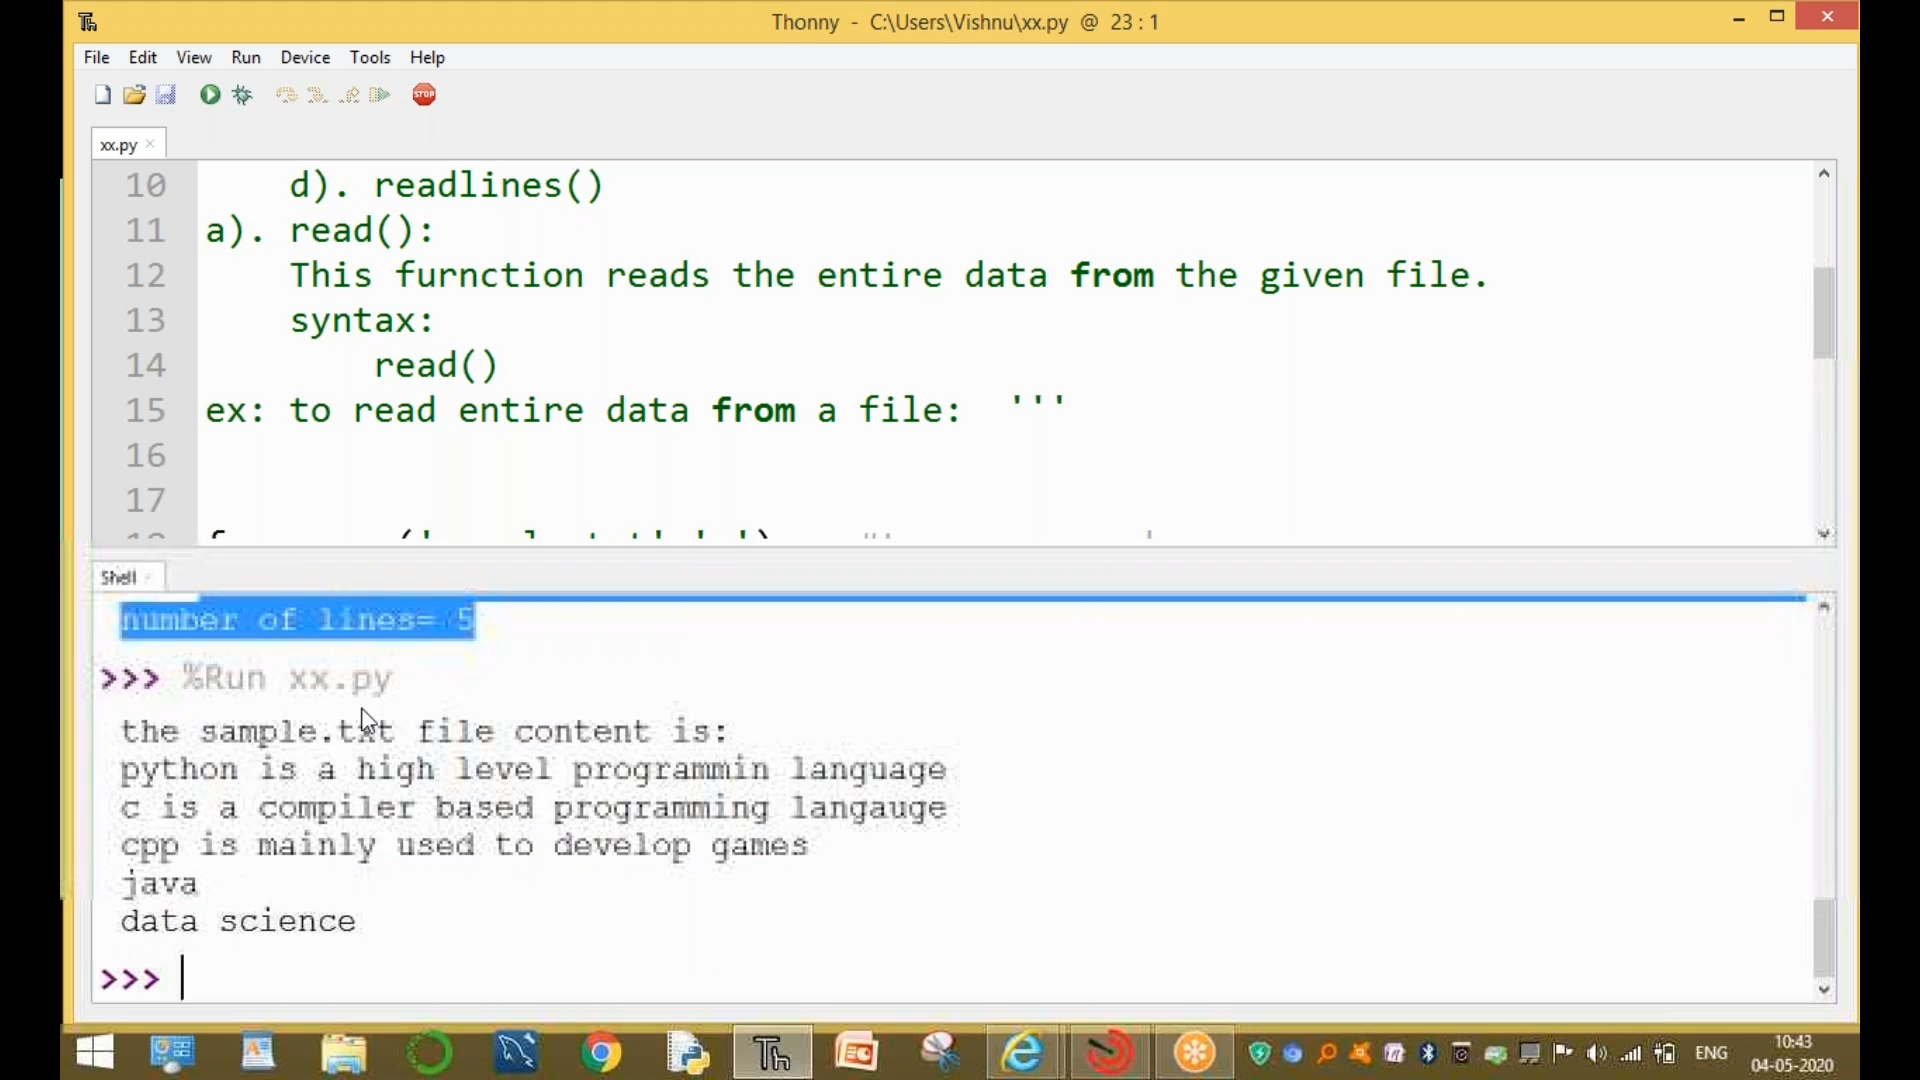 Th
Thonny - C:\Users\Vishnu\xx.py @ 23 : 1
File Edit View Run Device Tools Help
STOP
xx.py
10 d). readlines()
11 a). read():
12 This furnction reads the entire data from the given file.
13 syntax:
14 read()
15 ex: to read entire data from a file: '''
16
17
Shell
number of lines= 5
>>> %Run xx.py
the sample.txt file content is:
python is a high level programmin language
c is a compiler based programming langauge
cpp is mainly used to develop games
java
data science
>>>
Th ENG 10:43
04-05-2020